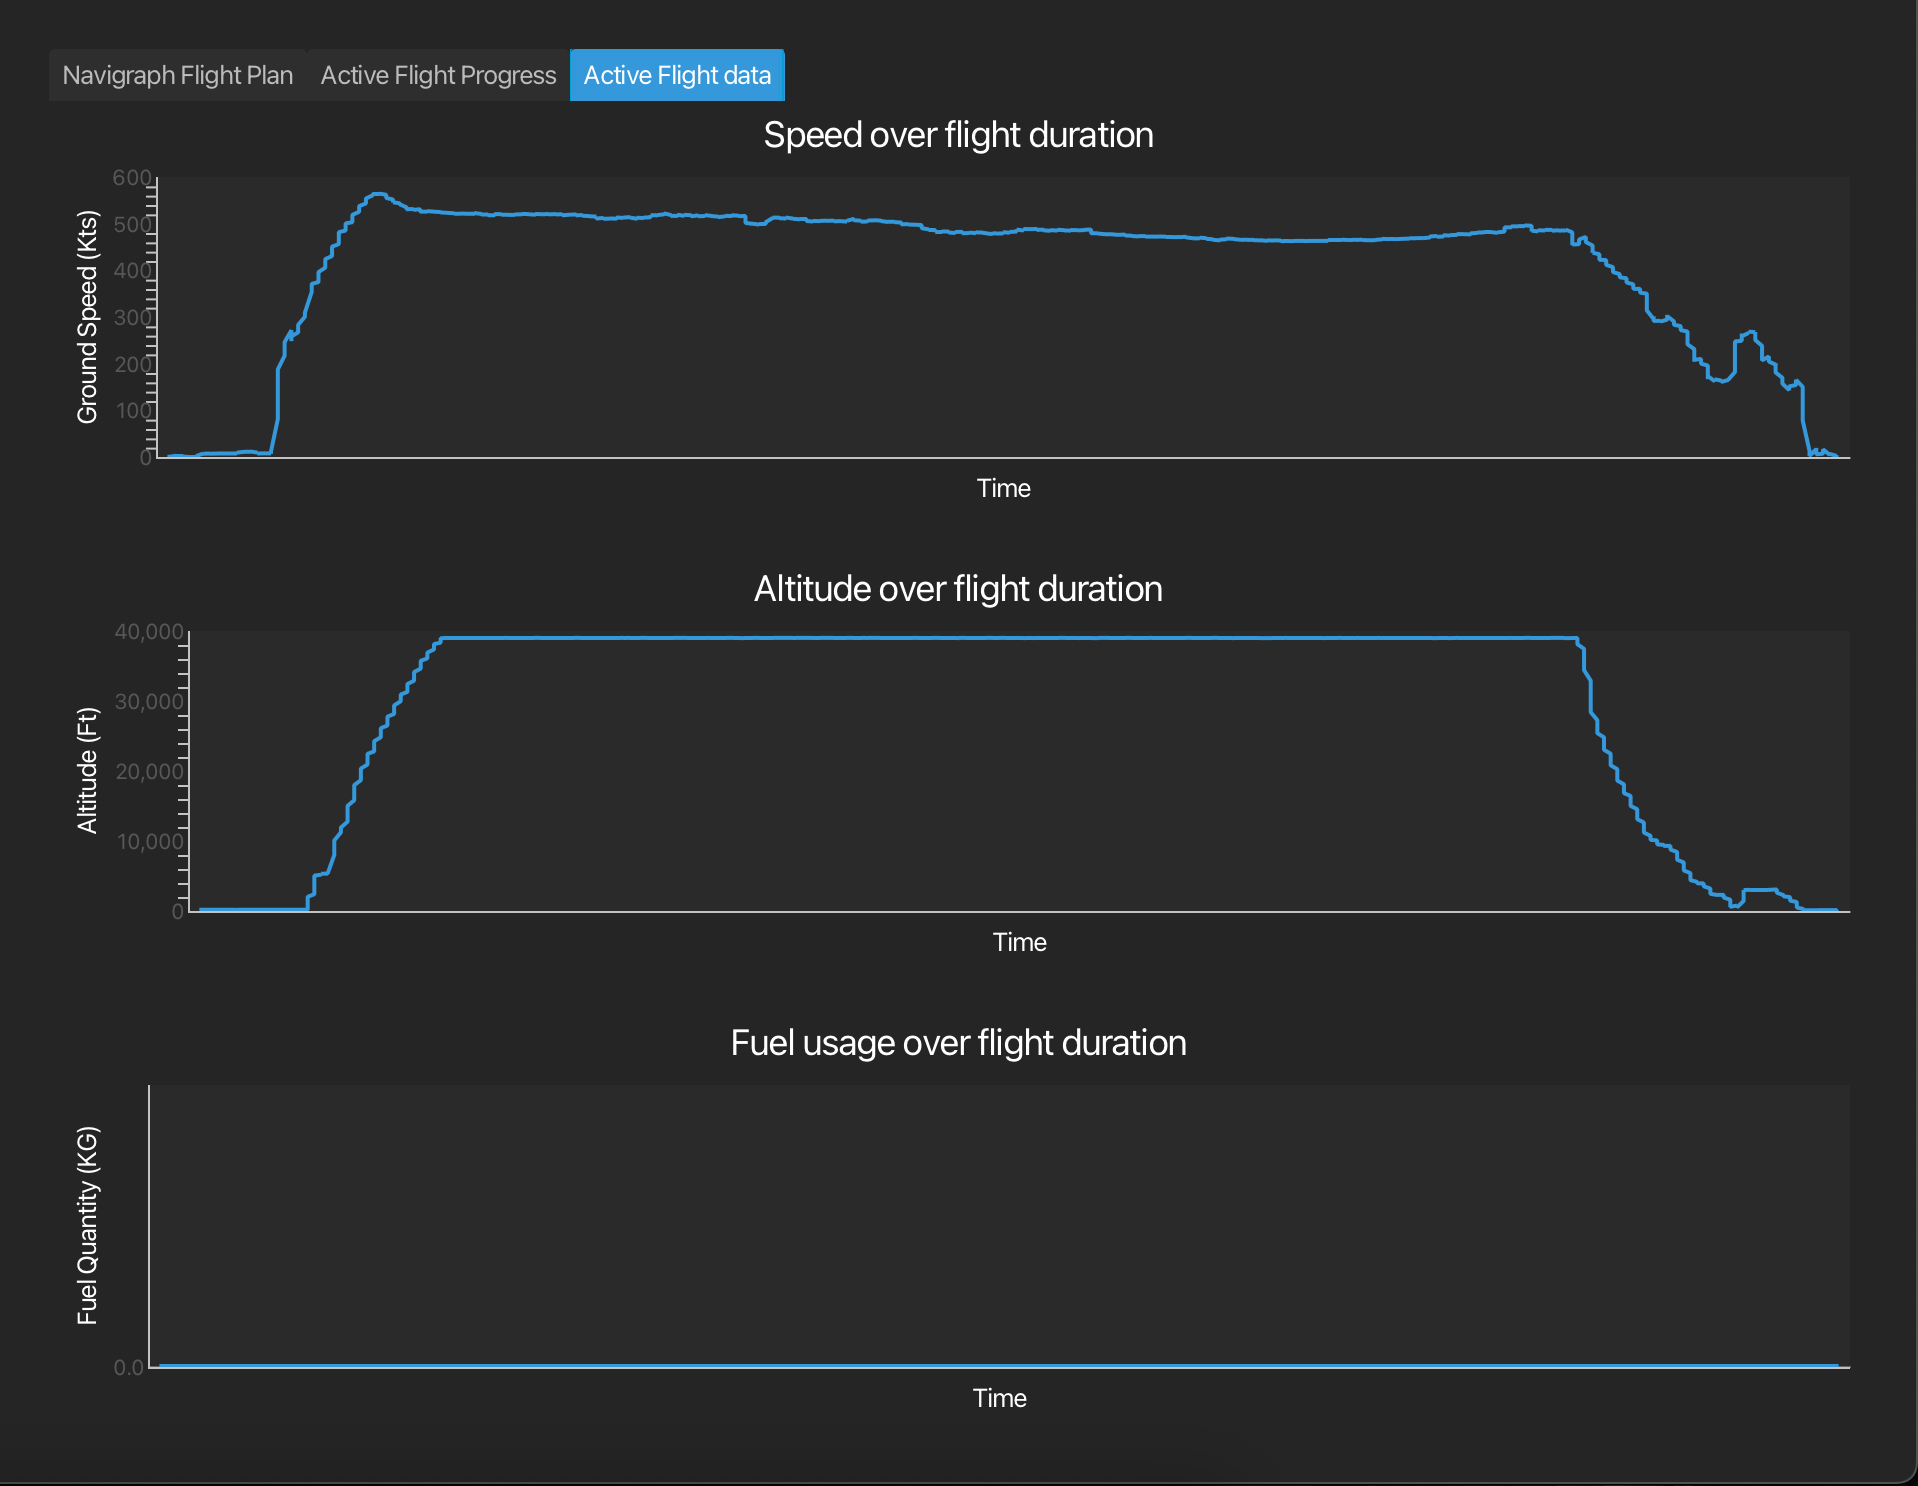 Navigraph Flight Plan
Active Flight Progress
Active Flight data
Speed over flight duration
Ground Speed (Kts)
600
500
400
300
200
100
0
Time
Altitude over flight duration
Altitude (Ft)
40,000
30,000
20,000
10,000
0
Time
Fuel usage over flight duration
Fuel Quantity (KG)
0.0
Time